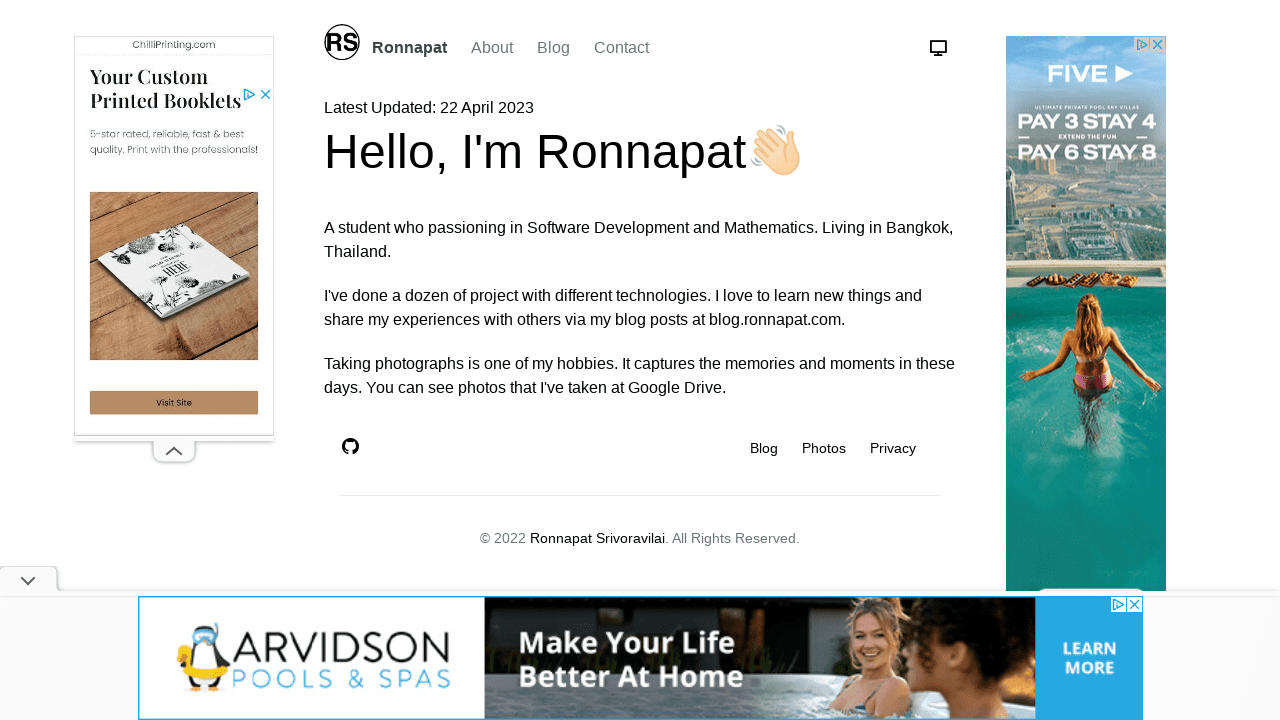 RS
Ronnapat
About
Blog
Contact
Latest Updated: 22 April 2023
Hello, I'm Ronnapat
A student who passioning in Software Development and Mathematics. Living in Bangkok,
Thailand.
I've done a dozen of project with different technologies. I love to learn new things and
share my experiences with others via my blog posts at blog.ronnapat.com.
Taking photographs is one of my hobbies. It captures the memories and moments in these
days. You can see photos that I've taken at Google Drive.
Blog
Photos
Privacy
© 2022 Ronnapat Srivoravilai. All Rights Reserved.
ChilliPrinting.com
Your Custom
Printed Booklets
5-star rated, reliable, fast & best
quality. Print with the professionals!
HERE
Visit Site
FIVE
ULTIMATE PRIVATE POOL SKY VILLAS
PAY 3 STAY 4
EXTEND THE FUN
PAY 6 STAY 8
ARVIDSON
POOLS & SPAS
Make Your Life
Better At Home
LEARN
MORE